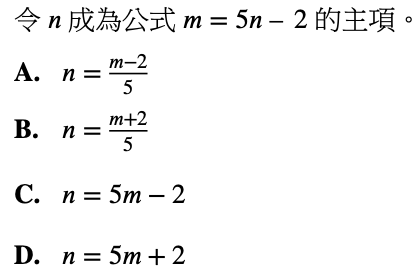 令 n 成為公式 m = 5n – 2 的主項。
A. n = \frac{m−2}{5}
B. n = \frac{m+2}{5}
C. n = 5m − 2
D. n = 5m + 2